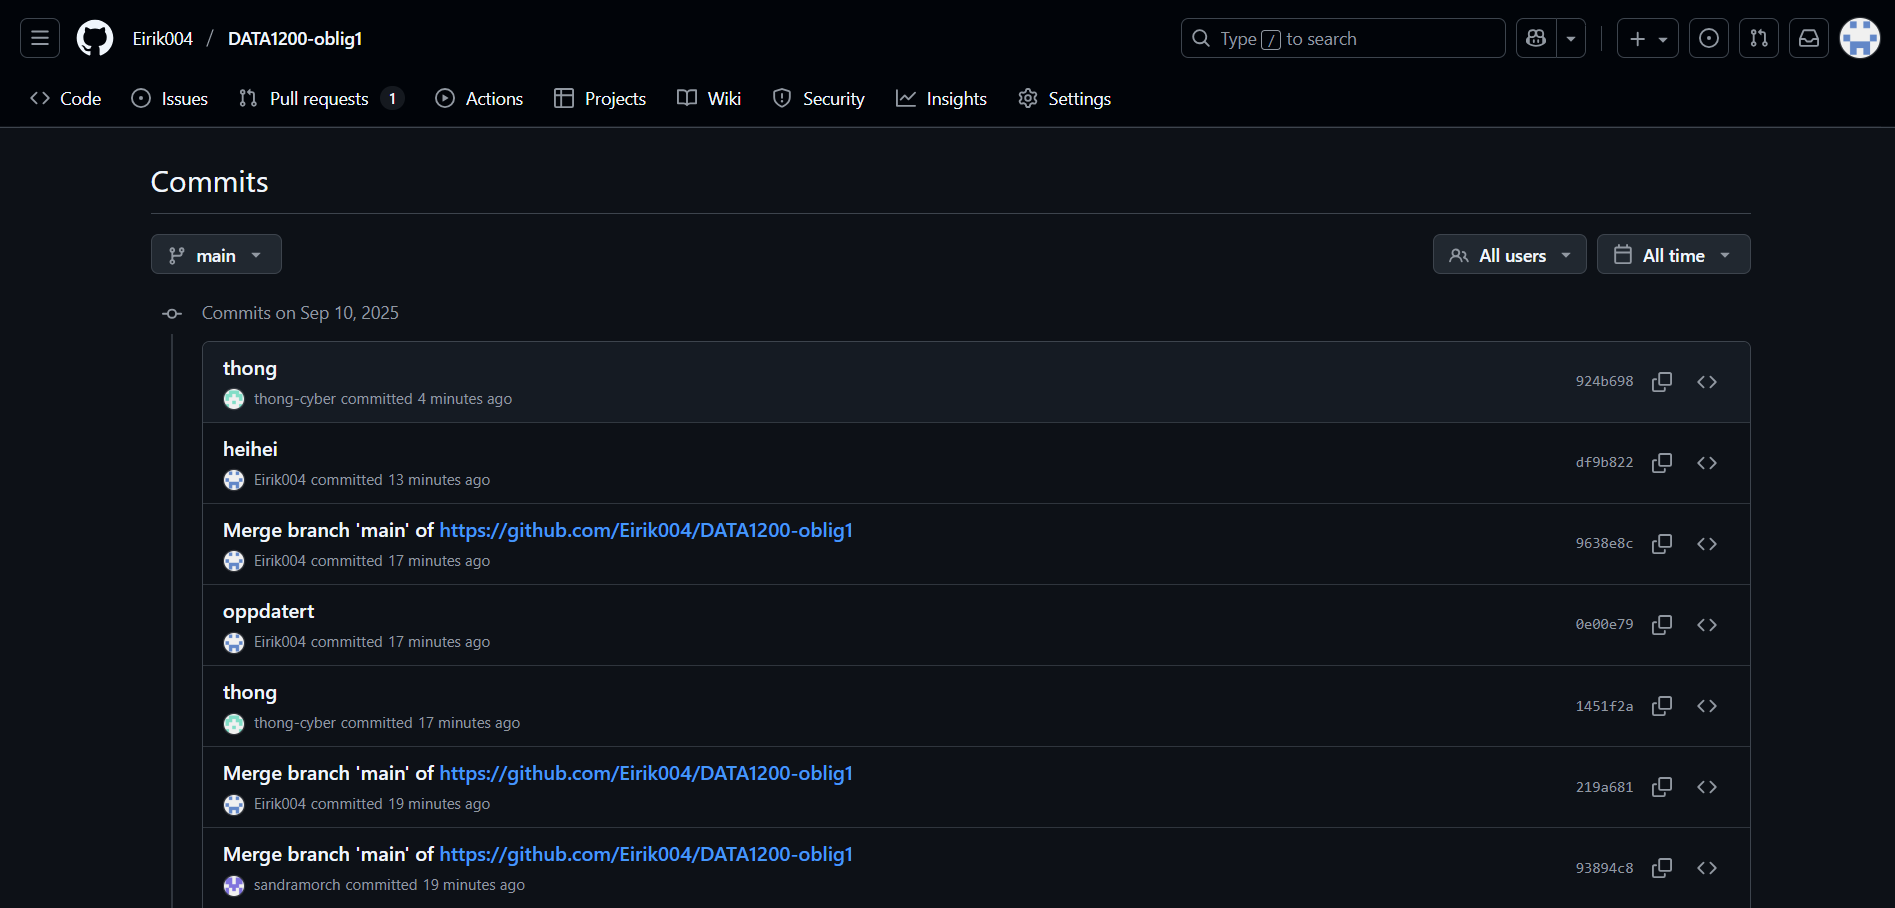 Eirik004 / DATA1200-oblig1
Type / to search
Code Issues Pull requests 1 Actions Projects Wiki Security Insights Settings
Commits
main
All users All time
Commits on Sep 10, 2025
thong
thong-cyber committed 4 minutes ago
924b698
heihei
Eirik004 committed 13 minutes ago
df9b822
Merge branch 'main' of https://github.com/Eirik004/DATA1200-oblig1
Eirik004 committed 17 minutes ago
9638e8c
oppdatert
Eirik004 committed 17 minutes ago
0e00e79
thong
thong-cyber committed 17 minutes ago
1451f2a
Merge branch 'main' of https://github.com/Eirik004/DATA1200-oblig1
Eirik004 committed 19 minutes ago
219a681
Merge branch 'main' of https://github.com/Eirik004/DATA1200-oblig1
sandramorch committed 19 minutes ago
93894c8